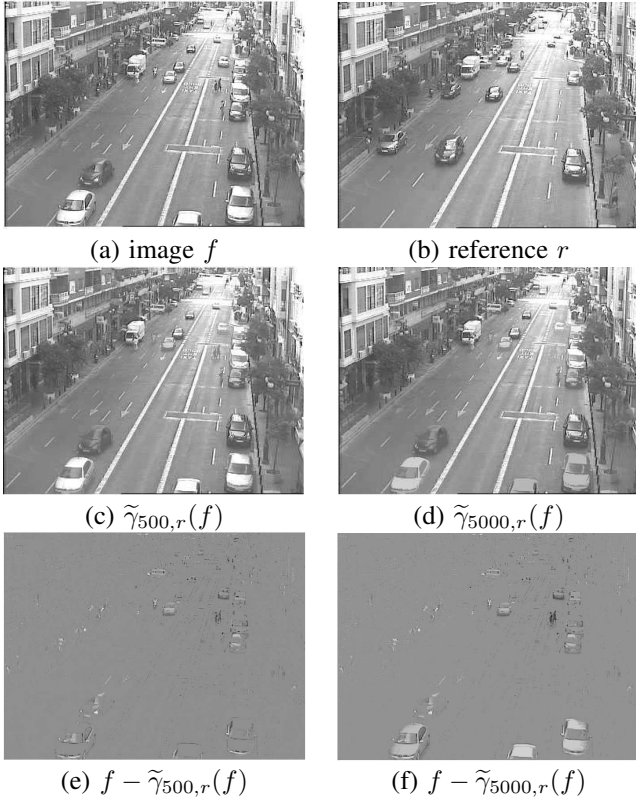 (a) image f
(b) reference r
(c) γ̃₅₀₀,ᵣ(f)
(d) γ̃₅₀₀₀,ᵣ(f)
(e) f − γ̃₅₀₀,ᵣ(f)
(f) f − γ̃₅₀₀₀,ᵣ(f)